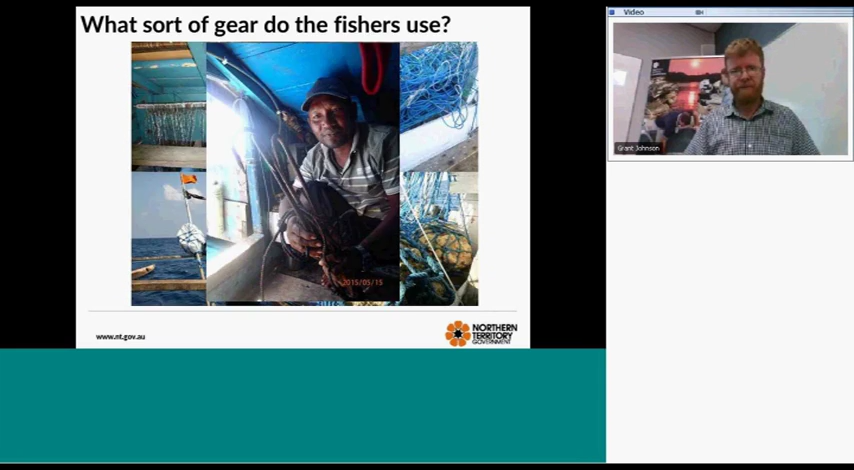 What sort of gear do the fishers use?
2015/05/15
www.nt.gov.au
NORTHERN
TERRITORY
GOVERNMENT
Video
Grant Johnson